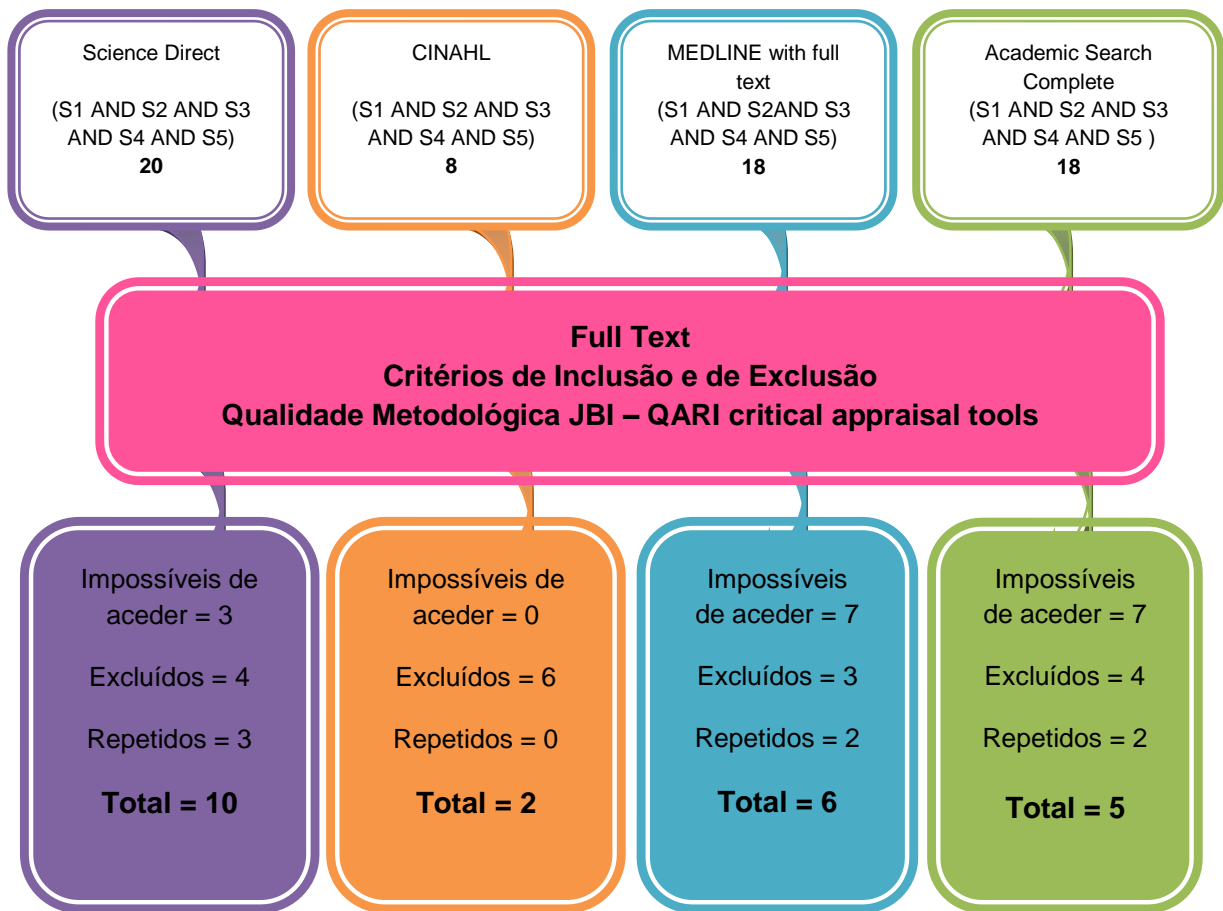 Science Direct
(S1 AND S2 AND S3
AND S4 AND S5)
20
CINAHL
(S1 AND S2 AND S3
AND S4 AND S5)
8
MEDLINE with full
text
(S1 AND S2AND S3
AND S4 AND S5)
18
Academic Search
Complete
(S1 AND S2 AND S3
AND S4 AND S5 )
18
Full Text
Critérios de Inclusão e de Exclusão
Qualidade Metodológica JBI – QARI critical appraisal tools
Impossíveis de
aceder = 3
Excluídos = 4
Repetidos = 3
Total = 10
Impossíveis de
aceder = 0
Excluídos = 6
Repetidos = 0
Total = 2
Impossíveis
de aceder = 7
Excluídos = 3
Repetidos = 2
Total = 6
Impossíveis
de aceder = 7
Excluídos = 4
Repetidos = 2
Total = 5